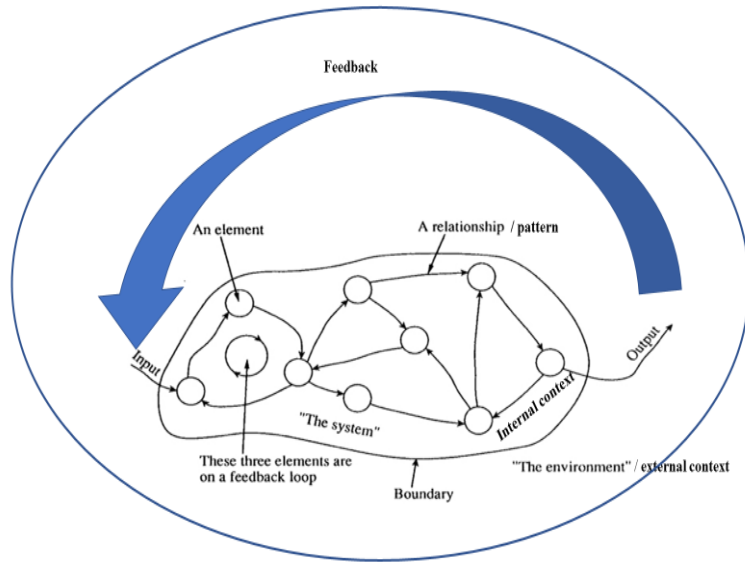 Feedback
An element
A relationship / pattern
Input
Output
Internal context
"The system"
These three elements are
on a feedback loop
Boundary
"The environment" / external context